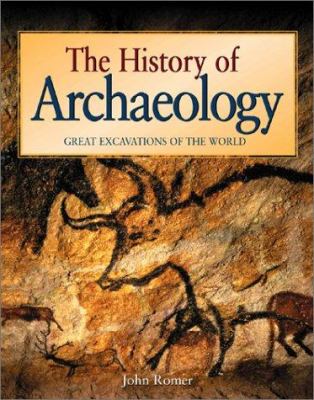 The History of
Archaeology
GREAT EXCAVATIONS OF THE WORLD
John Romer